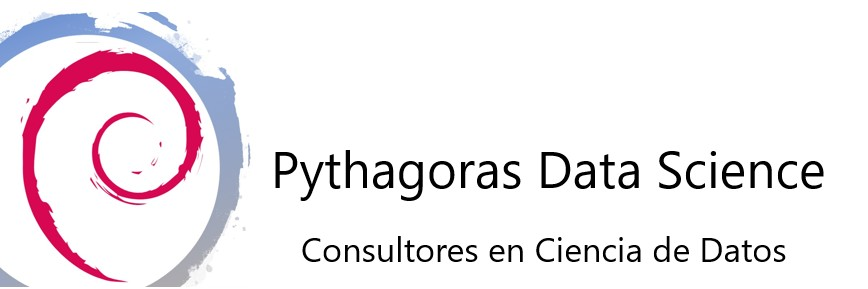 Pythagoras Data Science
Consultores en Ciencia de Datos